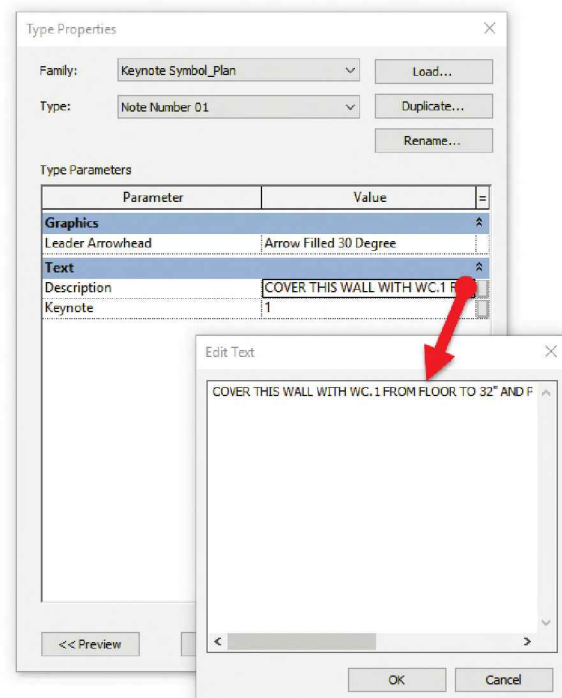 Type Properties
Family: Keynote Symbol_Plan Load...
Type: Note Number 01 Duplicate...
Rename...
Type Parameters
Parameter Value =
Graphics
Leader Arrowhead Arrow Filled 30 Degree
Text
Description COVER THIS WALL WITH WC.1
Keynote 1
Edit Text
COVER THIS WALL WITH WC.1 FROM FLOOR TO 32" AND
<< Preview
OK Cancel